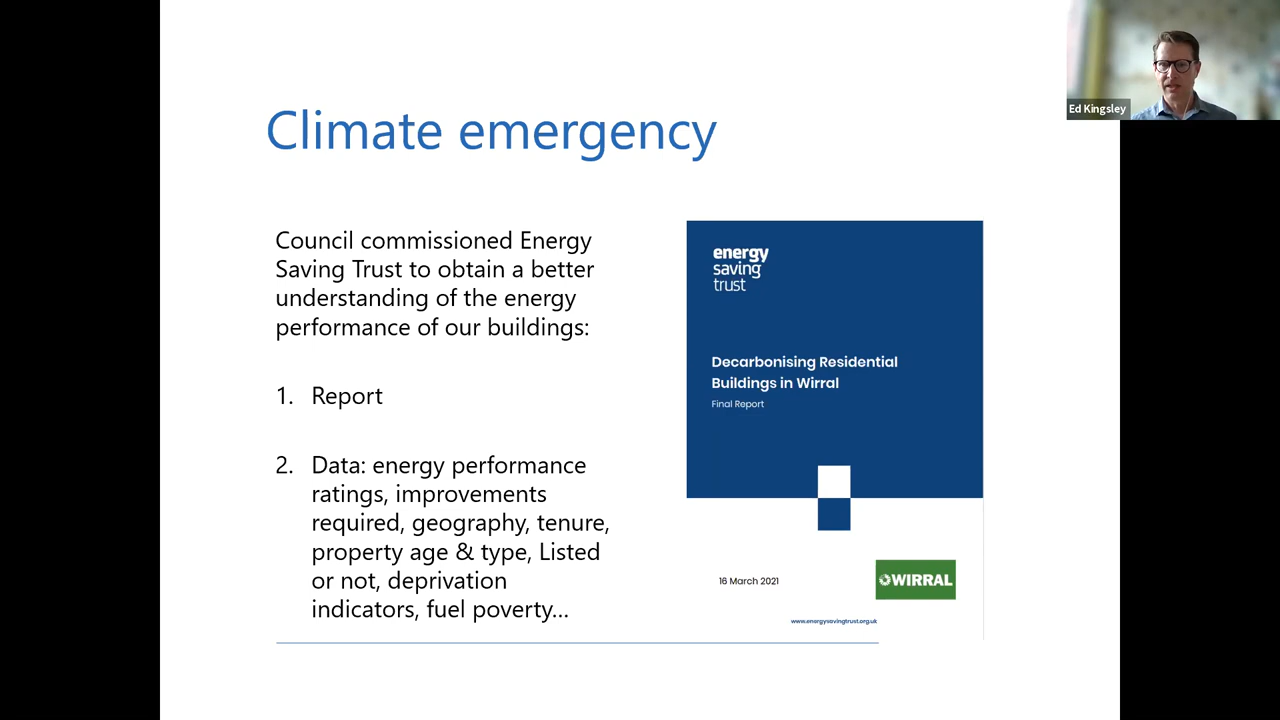 Ed Kingsley
Climate emergency
Council commissioned Energy
Saving Trust to obtain a better
understanding of the energy
performance of our buildings:
1. Report
2. Data: energy performance
ratings, improvements
required, geography, tenure,
property age & type, Listed
or not, deprivation
indicators, fuel poverty...
energy
saving
trust
Decarbonising Residential
Buildings in Wirral
Final Report
16 March 2021
WIRRAL
www.energysavingtrust.org.uk